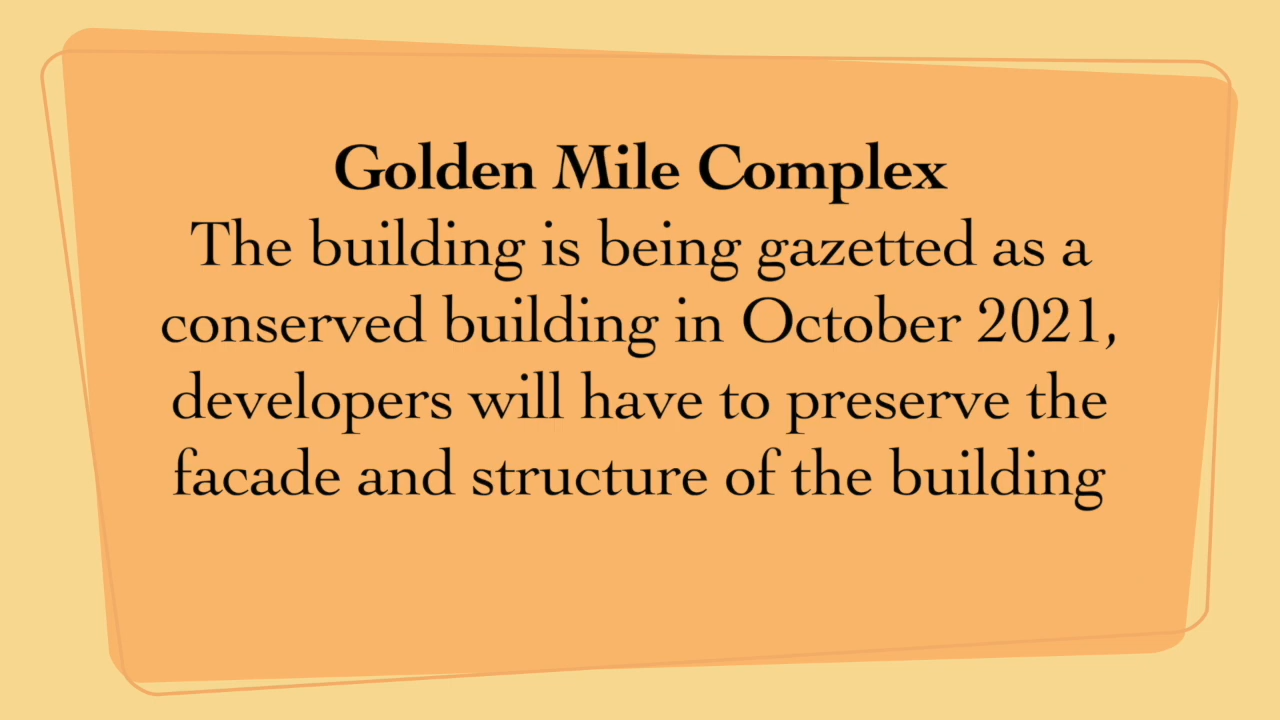 Golden Mile Complex
The building is being gazetted as a
conserved building in October 2021,
developers will have to preserve the
facade and structure of the building